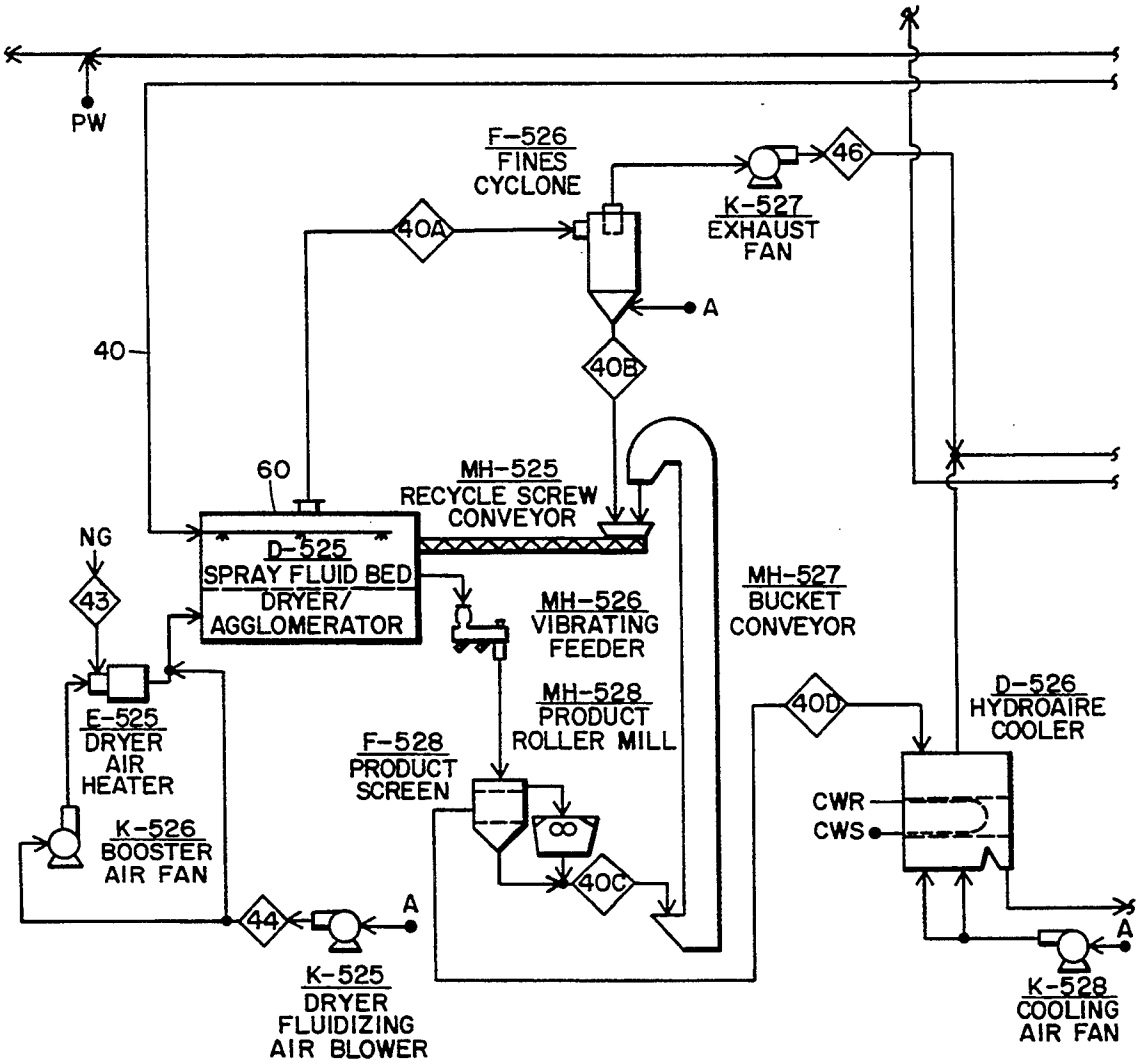 PW
F-526
FINES
CYCLONE
46
K-527
EXHAUST
FAN
40A
A
40
40B
60
MH-525
RECYCLE SCREW
CONVEYOR
NG
43
D-525
SPRAY FLUID BED
DRYER/
AGGLOMERATOR
MH-526
VIBRATING
FEEDER
MH-527
BUCKET
CONVEYOR
E-525
DRYER
AIR
HEATER
MH-528
PRODUCT
ROLLER MILL
40D
D-526
HYDROAIRE
COOLER
F-528
PRODUCT
SCREEN
CWR
CWS
K-526
BOOSTER
AIR FAN
40C
44
A
A
K-525
DRYER
FLUIDIZING
AIR BLOWER
K-528
COOLING
AIR FAN